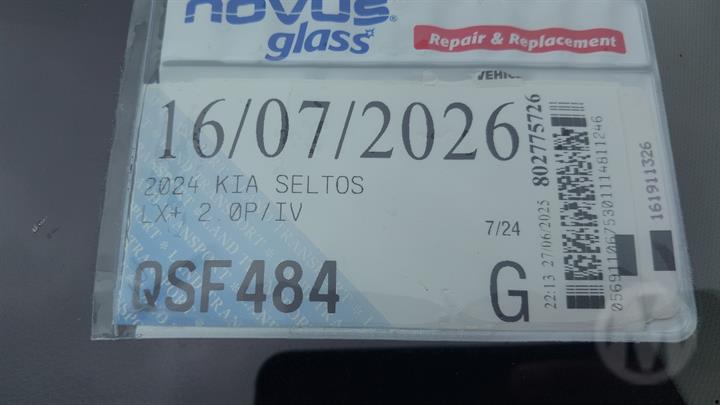 novus®
glass
Repair & Replacement
VEHIC
16/07/2026
2024 KIA SELTOS
LX+ 2.0P/IV
7/24
QSF484
G
22:13 27/06/2025 802775726
161911326